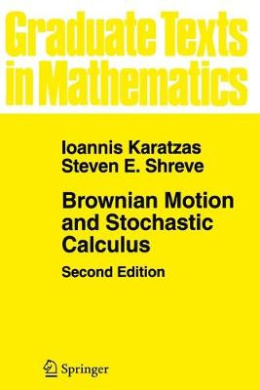 Graduate Texts
in Mathematics
Ioannis Karatzas
Steven E. Shreve
Brownian Motion
and Stochastic
Calculus
Second Edition
Springer